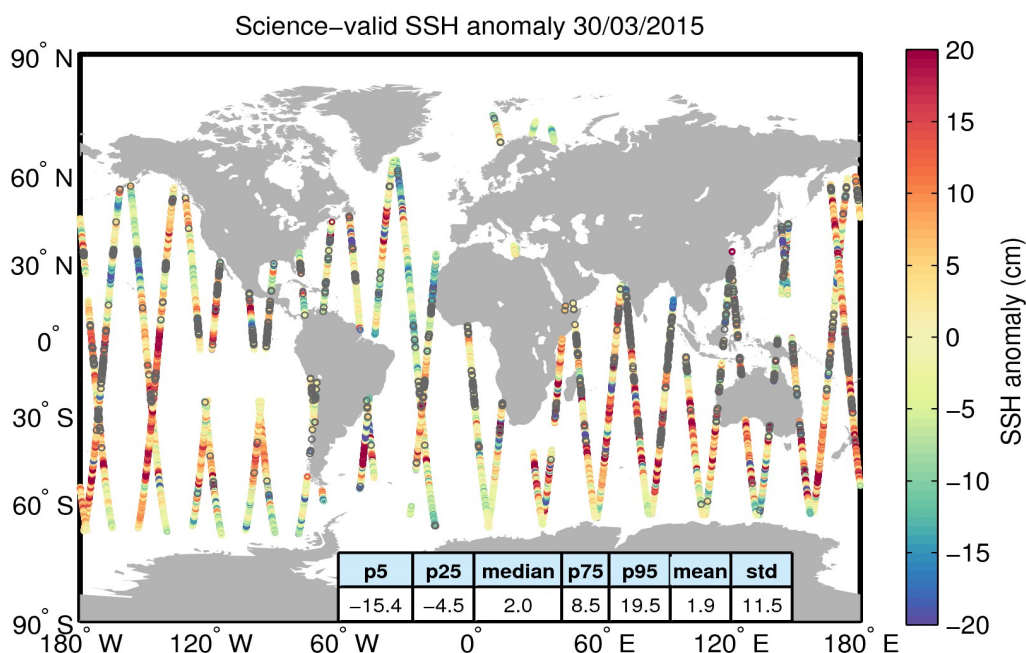 Science−valid SSH anomaly 30/03/2015
90° N
60° N
30° N
0°
30° S
60° S
90° S
180° W
120° W
60° W
0°
60° E
120° E
180° E
p5 p25 median p75 p95 mean std
−15.4 −4.5 2.0 8.5 19.5 1.9 11.5
20
15
10
5
0
−5
−10
−15
−20
SSH anomaly (cm)